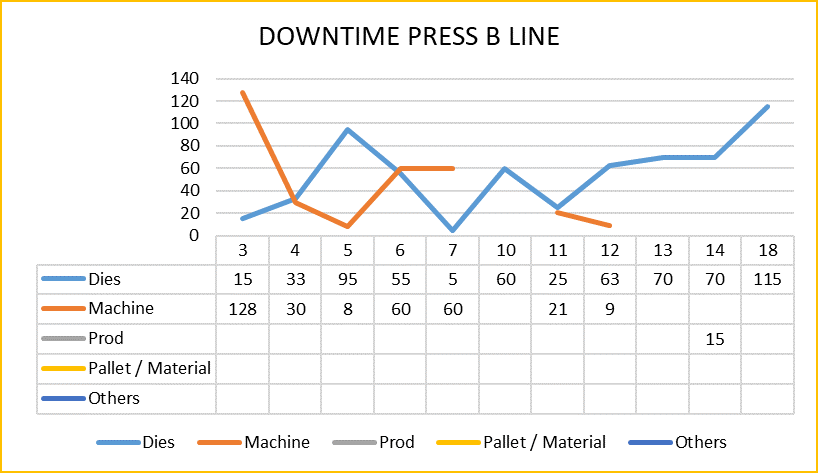 DOWNTIME PRESS B LINE
140
120
100
80
60
40
20
0
3 4 5 6 7 10 11 12 13 14 18
Dies 15 33 95 55 5 60 25 63 70 70 115
Machine 128 30 8 60 60 21 9
Prod 15
Pallet / Material
Others
Dies Machine Prod Pallet / Material Others